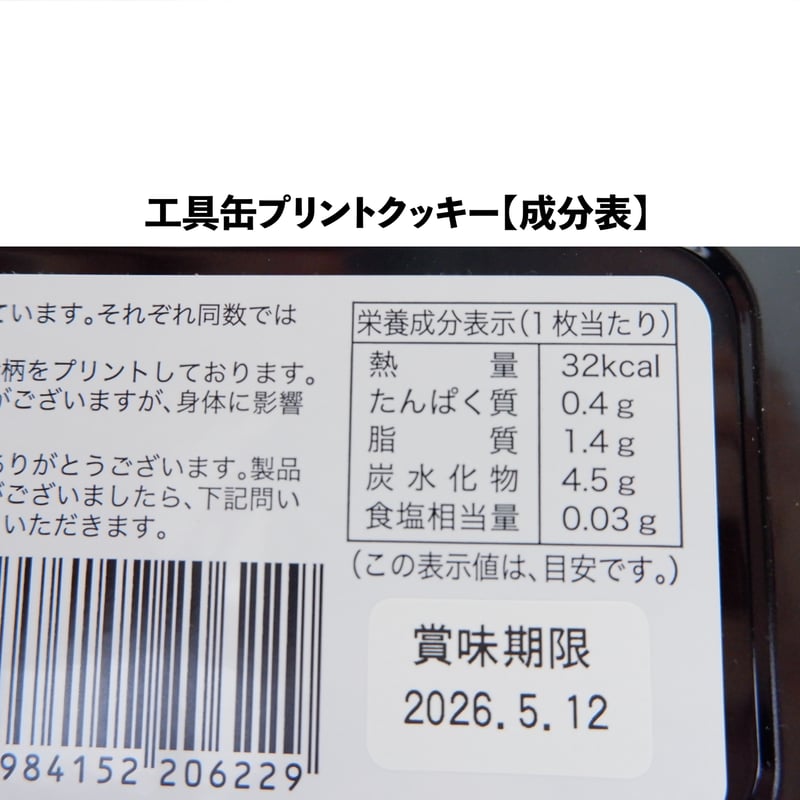 工具缶プリントクッキー【成分表】
ています。それぞれ同数では
柄をプリントしております。
がございますが、身体に影響
ありがとうございます。製品
がございましたら、下記問い
いただきます。
栄養成分表示(1枚当たり)
熱量 32kcal
たんぱく質 0.4g
脂質 1.4g
炭水化物 4.5g
食塩相当量 0.03g
(この表示値は、目安です。)
賞味期限
2026.5.12
984152 206229